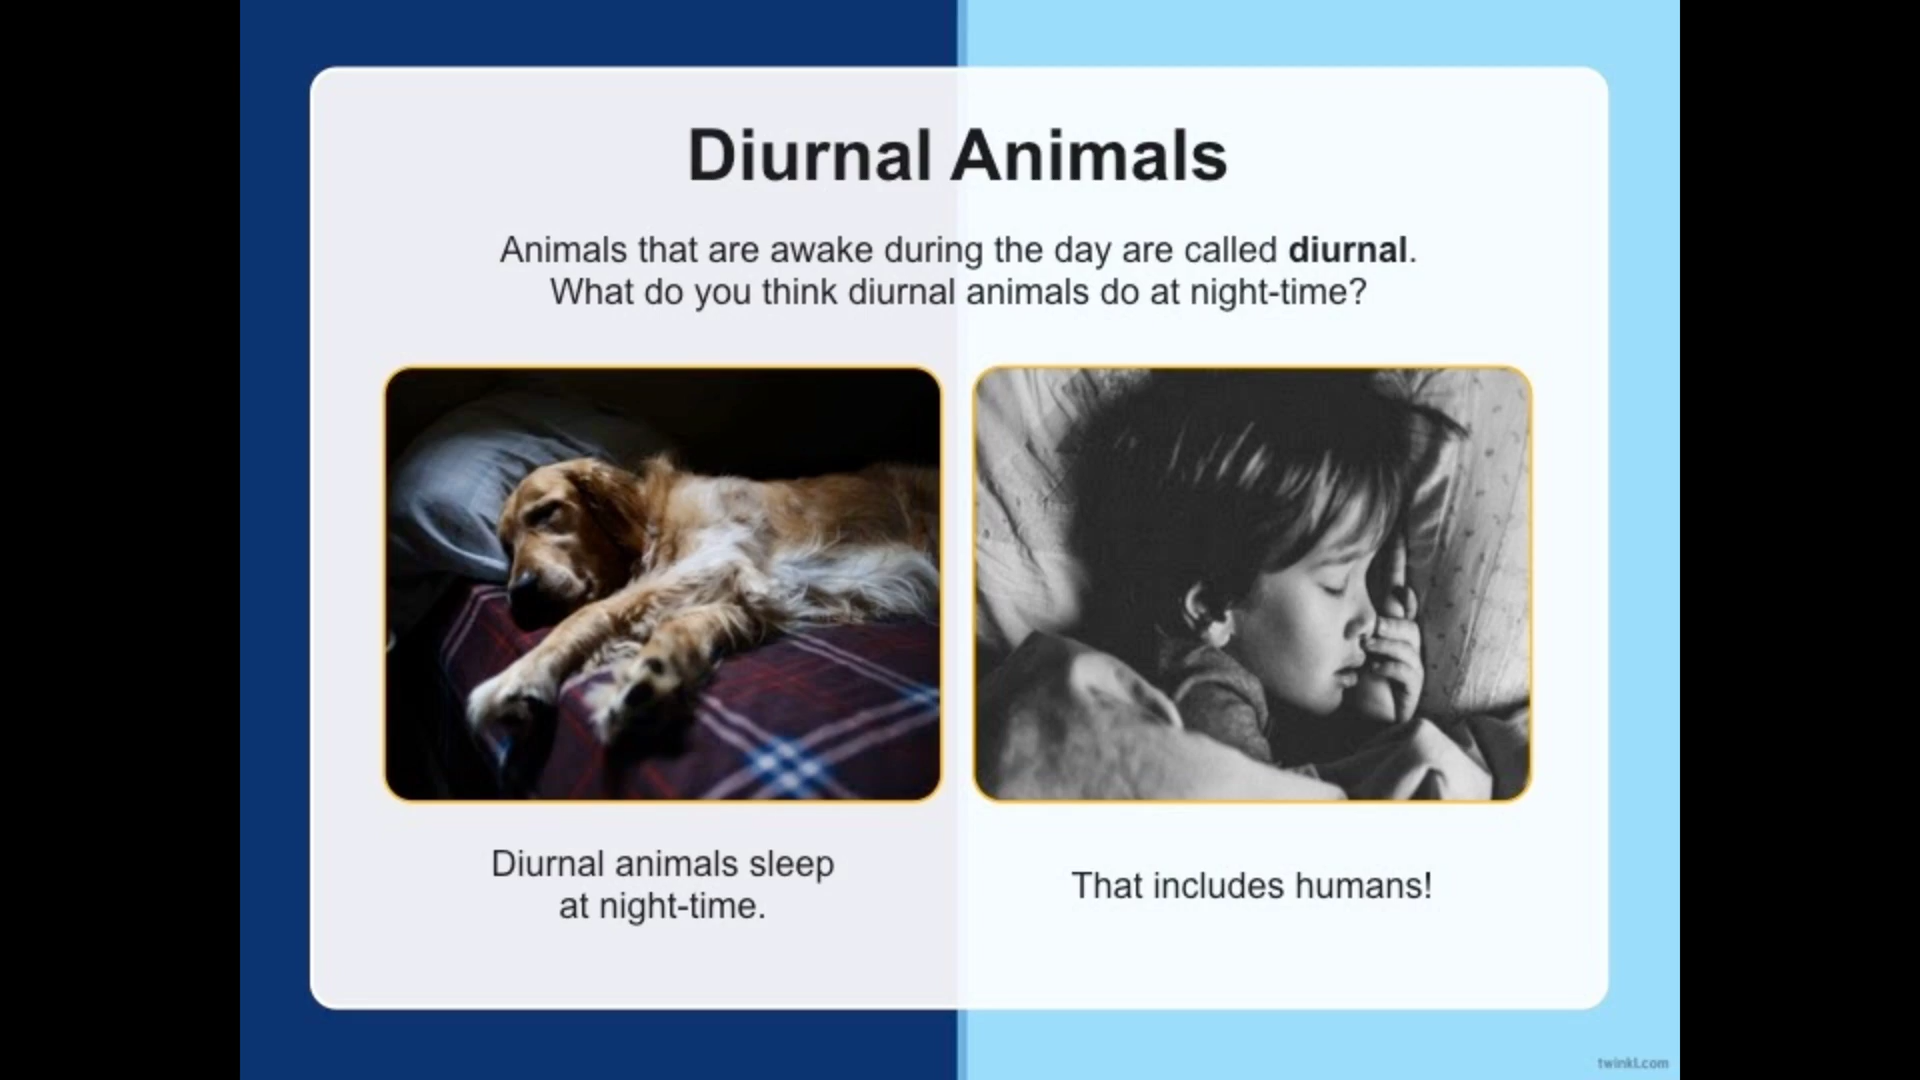 Diurnal Animals
Animals that are awake during the day are called diurnal.
What do you think diurnal animals do at night-time?
Diurnal animals sleep
at night-time.
That includes humans!
twinkl.com